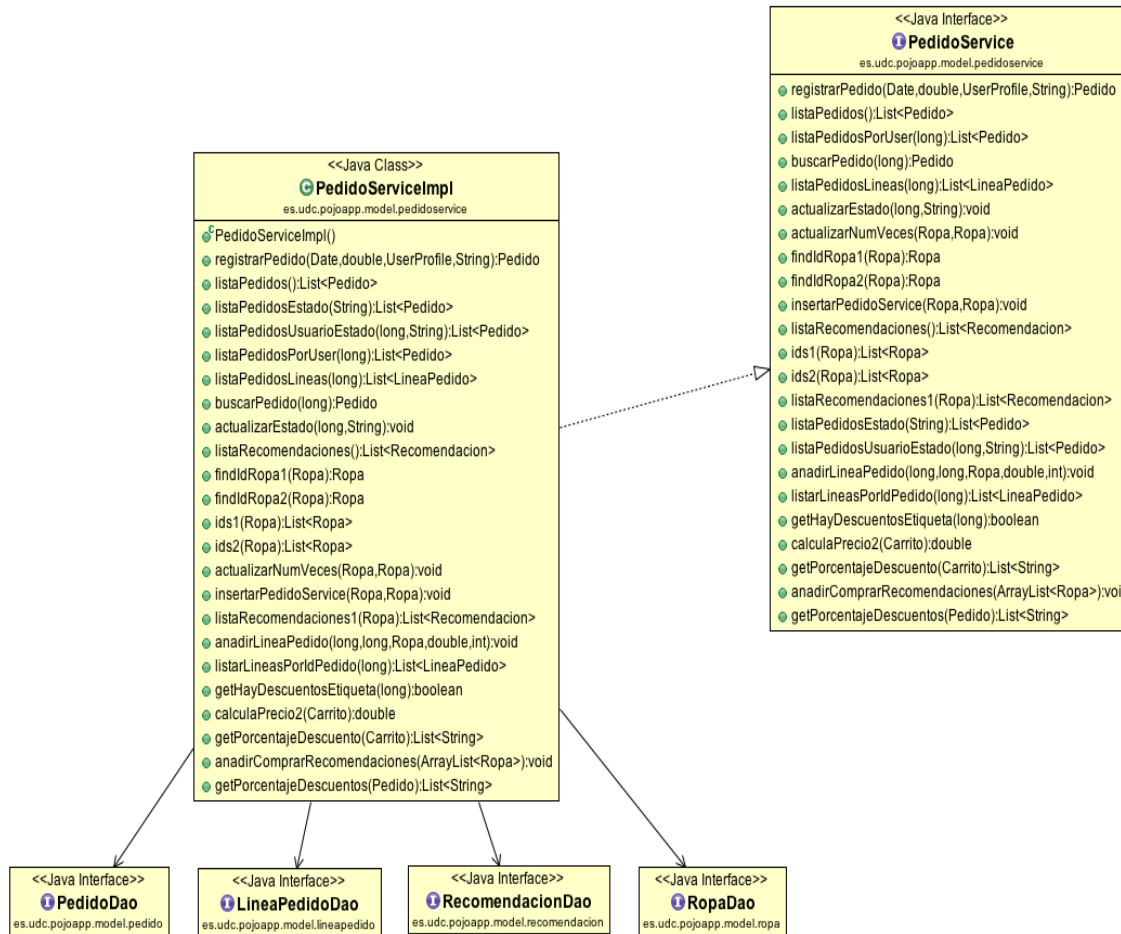 <<Java Interface>>
PedidoService
es.udc.pojoapp.model.pedidoservice
registrarPedido(Date,double,UserProfile,String):Pedido
listaPedidos():List<Pedido>
listaPedidosPorUser(long):List<Pedido>
buscarPedido(long):Pedido
listaPedidosLineas(long):List<LineaPedido>
actualizarEstado(long,String):void
actualizarNumVeces(Ropa,Ropa):void
findIdRopa1(Ropa):Ropa
findIdRopa2(Ropa):Ropa
insertarPedidoService(Ropa,Ropa):void
listaRecomendaciones():List<Recomendacion>
ids1(Ropa):List<Ropa>
ids2(Ropa):List<Ropa>
listaRecomendaciones1(Ropa):List<Recomendacion>
listaPedidosEstado(String):List<Pedido>
listaPedidosUsuarioEstado(long,String):List<Pedido>
anadirLineaPedido(long,long,Ropa,double,int):void
listarLineasPorIdPedido(long):List<LineaPedido>
getHayDescuentosEtiqueta(long):boolean
calculaPrecio2(Carrito):double
getPorcentajeDescuento(Carrito):List<String>
anadirComprarRecomendaciones(ArrayList<Ropa>):voi
getPorcentajeDescuentos(Pedido):List<String>
<<Java Class>>
PedidoServiceImpl
es.udc.pojoapp.model.pedidoservice
PedidoServiceImpl()
registrarPedido(Date,double,UserProfile,String):Pedido
listaPedidos():List<Pedido>
listaPedidosEstado(String):List<Pedido>
listaPedidosUsuarioEstado(long,String):List<Pedido>
listaPedidosPorUser(long):List<Pedido>
listaPedidosLineas(long):List<LineaPedido>
buscarPedido(long):Pedido
actualizarEstado(long,String):void
listaRecomendaciones():List<Recomendacion>
findIdRopa1(Ropa):Ropa
findIdRopa2(Ropa):Ropa
ids1(Ropa):List<Ropa>
ids2(Ropa):List<Ropa>
actualizarNumVeces(Ropa,Ropa):void
insertarPedidoService(Ropa,Ropa):void
listaRecomendaciones1(Ropa):List<Recomendacion>
anadirLineaPedido(long,long,Ropa,double,int):void
listarLineasPorIdPedido(long):List<LineaPedido>
getHayDescuentosEtiqueta(long):boolean
calculaPrecio2(Carrito):double
getPorcentajeDescuento(Carrito):List<String>
anadirComprarRecomendaciones(ArrayList<Ropa>):void
getPorcentajeDescuentos(Pedido):List<String>
<<Java Interface>>
PedidoDao
es.udc.pojoapp.model.pedido
<<Java Interface>>
LineaPedidoDao
es.udc.pojoapp.model.lineapedido
<<Java Interface>>
RecomendacionDao
es.udc.pojoapp.model.recomendacion
<<Java Interface>>
RopaDao
es.udc.pojoapp.model.ropa